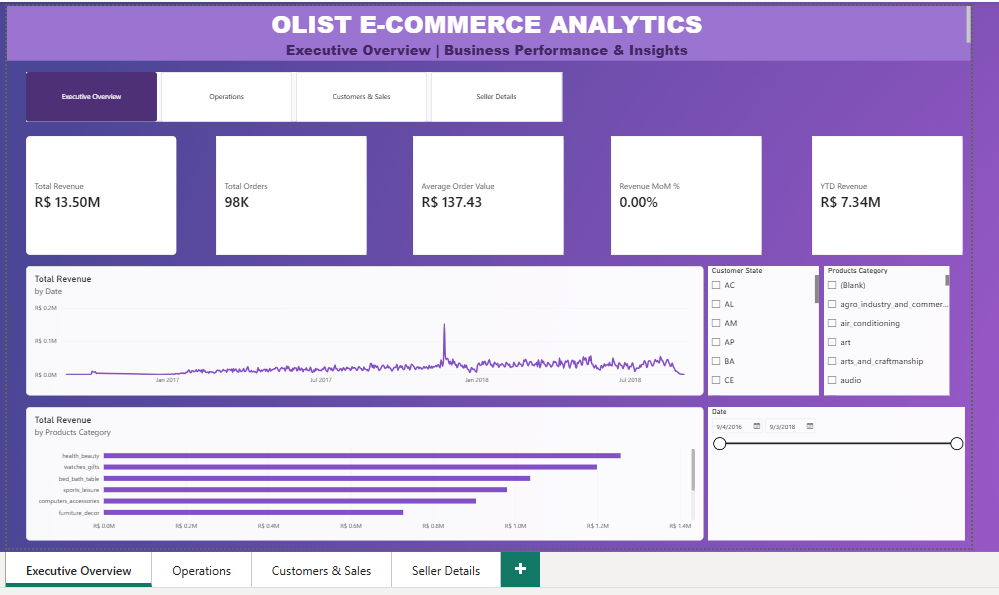 OLIST E-COMMERCE ANALYTICS
Executive Overview | Business Performance & Insights
Executive Overview
Operations
Customers & Sales
Seller Details
Total Revenue
R$ 13.50M
Total Orders
98K
Average Order Value
R$ 137.43
Revenue MoM %
0.00%
YTD Revenue
R$ 7.34M
Total Revenue
by Date
R$ 0.2M
R$ 0.1M
R$ 0.0M
Jan 2017
Jul 2017
Jan 2018
Jul 2018
Customer State
AC
AL
AM
AP
BA
CE
Products Category
(Blank)
agro_industry_and_commer...
air_conditioning
art
arts_and_craftmanship
audio
Total Revenue
by Products Category
health_beauty
watches_gifts
bed_bath_table
sports_leisure
computers_accessories
furniture_decor
R$ 0.0M
R$ 0.2M
R$ 0.4M
R$ 0.6M
R$ 0.8M
R$ 1.0M
R$ 1.2M
R$ 1.4M
Date
9/4/2016
9/3/2018
Executive Overview
Operations
Customers & Sales
Seller Details
+